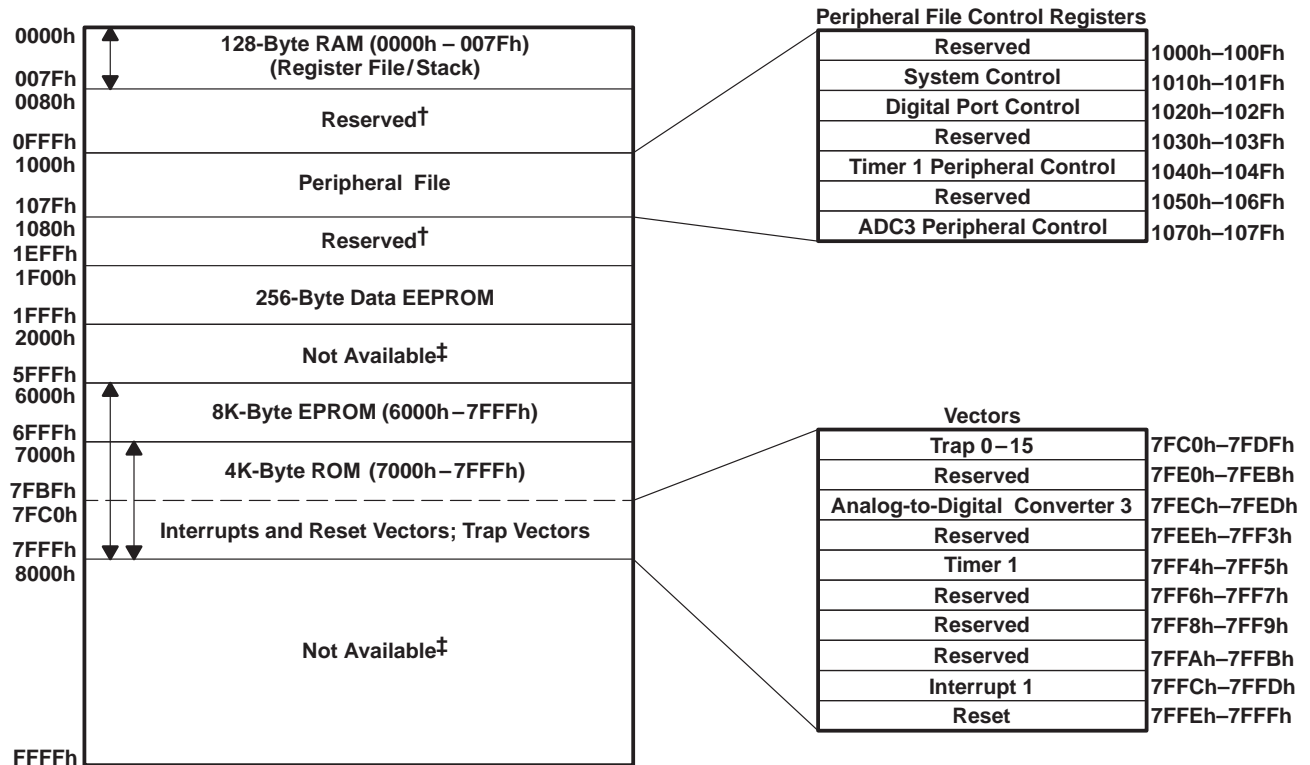 0000h
128-Byte RAM (0000h – 007Fh)
(Register File/Stack)
007Fh
0080h
Reserved†
0FFFh
1000h
Peripheral File
107Fh
1080h
Reserved†
1EFFh
1F00h
256-Byte Data EEPROM
1FFFh
2000h
Not Available‡
5FFFh
6000h
8K-Byte EPROM (6000h–7FFFh)
6FFFh
7000h
4K-Byte ROM (7000h–7FFFh)
7FBFh
7FC0h
Interrupts and Reset Vectors; Trap Vectors
7FFFh
8000h
Not Available‡
FFFFh
Peripheral File Control Registers
Reserved 1000h–100Fh
System Control 1010h–101Fh
Digital Port Control 1020h–102Fh
Reserved 1030h–103Fh
Timer 1 Peripheral Control 1040h–104Fh
Reserved 1050h–106Fh
ADC3 Peripheral Control 1070h–107Fh
Vectors
Trap 0–15 7FC0h–7FDFh
Reserved 7FE0h–7FEBh
Analog-to-Digital Converter 3 7FECh–7FEDh
Reserved 7FEEh–7FF3h
Timer 1 7FF4h–7FF5h
Reserved 7FF6h–7FF7h
Reserved 7FF8h–7FF9h
Reserved 7FFAh–7FFBh
Interrupt 1 7FFCh–7FFDh
Reset 7FFEh–7FFFh